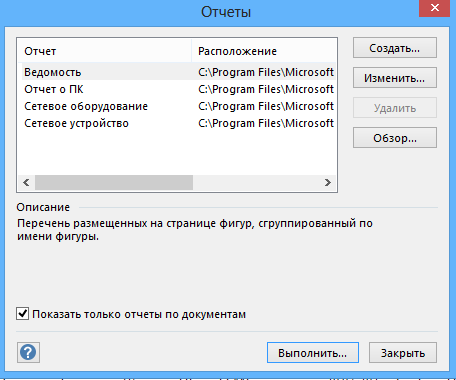 Отчеты
Отчет Расположение
Ведомость C:\Program Files\Microsoft
Отчет о ПК C:\Program Files\Microsoft
Сетевое оборудование C:\Program Files\Microsoft
Сетевое устройство C:\Program Files\Microsoft
Создать...
Изменить...
Удалить
Обзор...
Описание
Перечень размещенных на странице фигур, сгруппированный по
имени фигуры.
Показать только отчеты по документам
?
Выполнить...
Закрыть